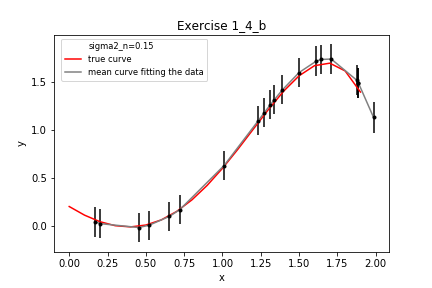 Exercise 1_4_b
sigma2_n=0.15
true curve
mean curve fitting the data
y
1.5
1.0
0.5
0.0
0.00 0.25 0.50 0.75 1.00 1.25 1.50 1.75 2.00
x